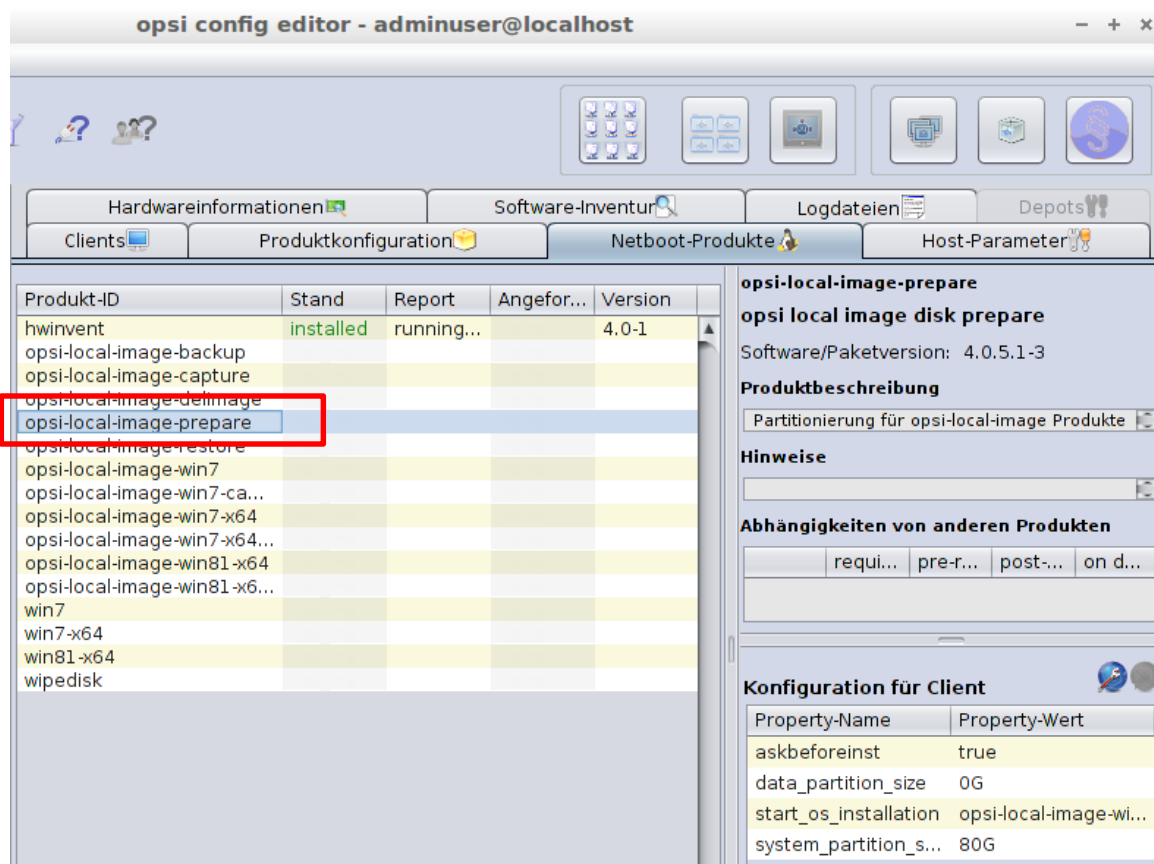 opsi config editor - adminuser@localhost
Hardwareinformationen Software-Inventur Logdateien Depots
Clients Produktkonfiguration Netboot-Produkte Host-Parameter
Produkt-ID Stand Report Angefor... Version
hwinvent installed running... 4.0-1
opsi-local-image-backup
opsi-local-image-capture
opsi-local-image-delimage
opsi-local-image-prepare
opsi-local-image-restore
opsi-local-image-win7
opsi-local-image-win7-ca...
opsi-local-image-win7-x64
opsi-local-image-win7-x64...
opsi-local-image-win81-x64
opsi-local-image-win81-x6...
win7
win7-x64
win81-x64
wipedisk
opsi-local-image-prepare
opsi local image disk prepare
Software/Paketversion: 4.0.5.1-3
Produktbeschreibung
Partitionierung für opsi-local-image Produkte
Hinweise
Abhängigkeiten von anderen Produkten
requi... pre-r... post-... on d...
Konfiguration für Client
Property-Name Property-Wert
askbeforeinst true
data_partition_size 0G
start_os_installation opsi-local-image-wi...
system_partition_s... 80G